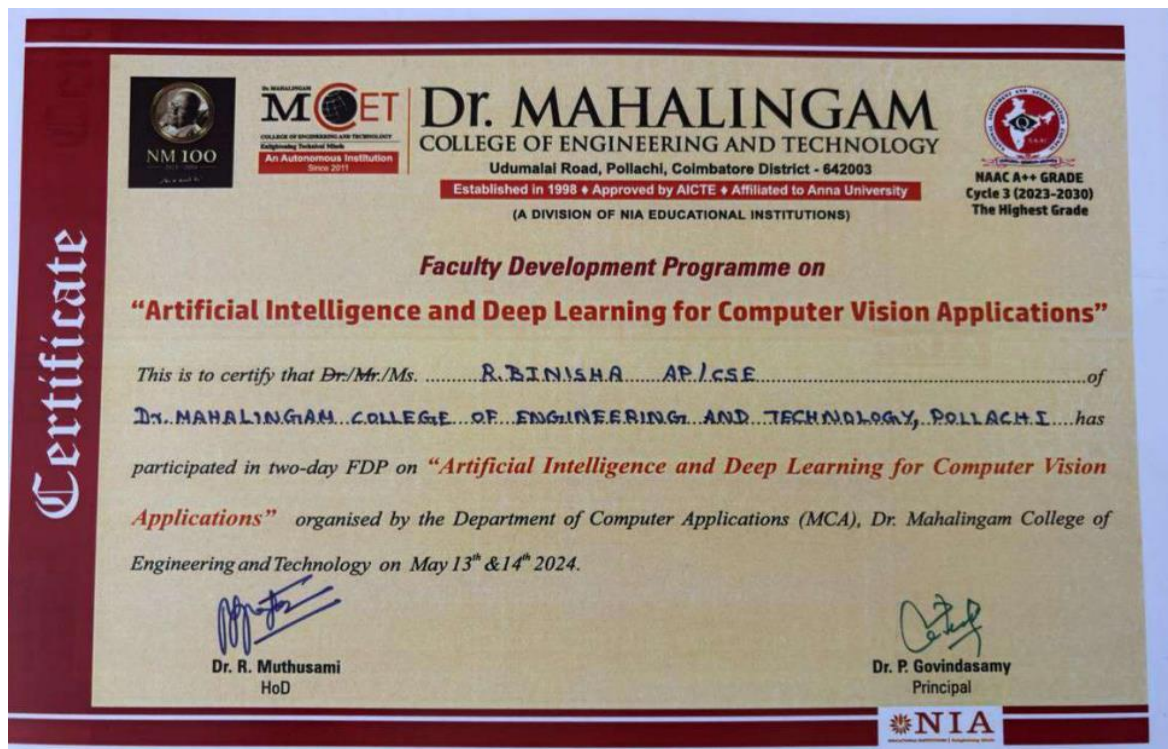 Certificate
NM 100
Dr. MAHALINGAM
MCET
COLLEGE OF ENGINEERING AND TECHNOLOGY
Enlightening Technical Minds
An Autonomous Institution
Since 2011
Dr. MAHALINGAM
COLLEGE OF ENGINEERING AND TECHNOLOGY
Udumalai Road, Pollachi, Coimbatore District - 642003
Established in 1998 ♦ Approved by AICTE ♦ Affiliated to Anna University
(A DIVISION OF NIA EDUCATIONAL INSTITUTIONS)
NAAC A++ GRADE
Cycle 3 (2023-2030)
The Highest Grade
Faculty Development Programme on
“Artificial Intelligence and Deep Learning for Computer Vision Applications”
This is to certify that Dr./Mr./Ms. R.BINISHA AP/CSE of
Dr. MAHALINGAM COLLEGE OF ENGINEERING AND TECHNOLOGY, POLLACHI has
participated in two-day FDP on “Artificial Intelligence and Deep Learning for Computer Vision
Applications” organised by the Department of Computer Applications (MCA), Dr. Mahalingam College of
Engineering and Technology on May 13th &14th 2024.
Dr. R. Muthusami
HoD
Dr. P. Govindasamy
Principal
NIA